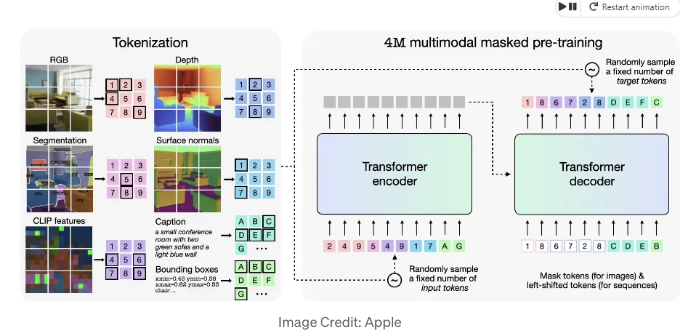 Restart animation
Tokenization
RGB
Depth
1 2 3
4 5 6
7 8 9
1 2 3
4 5 6
7 8 9
Segmentation
Surface normals
1 2 3
4 5 6
7 8 9
1 2 3
4 5 6
7 8 9
CLIP features
1 2 3
4 5 6
7 8 9
Caption
a small conference
room with two
green sofas and a
light blue wall
A B C
D E F
G ...
Bounding boxes
xmin=0.43 ymin=0.58
xmax=0.62 ymax=0.85
chair ...
A B C
D E F
G ...
4M multimodal masked pre-training
Randomly sample
a fixed number of
target tokens
1 8 6 7 2 8 D E F C
Transformer
encoder
Transformer
decoder
2 4 9 5 4 9 1 7 A G
1 8 6 7 2 8 C D E B
Randomly sample
a fixed number of
input tokens
Mask tokens (for images) &
left-shifted tokens (for sequences)
Image Credit: Apple